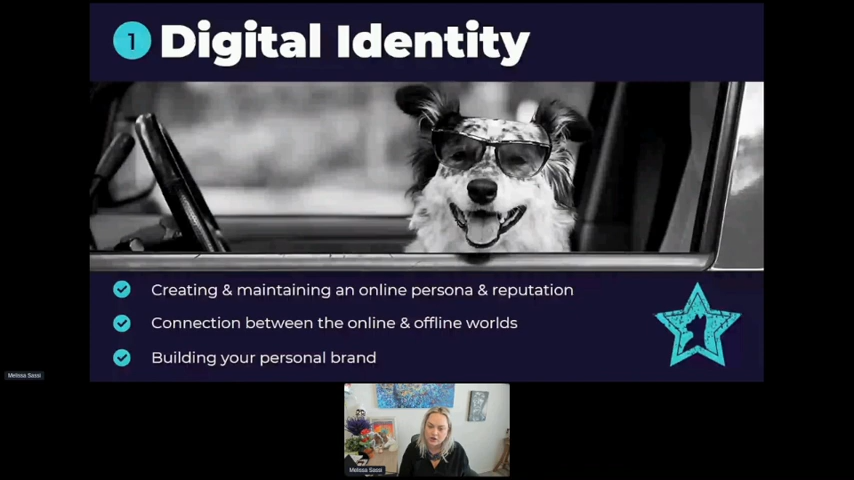 1 Digital Identity
Creating & maintaining an online persona & reputation
Connection between the online & offline worlds
Building your personal brand
Melissa Sassi
Melissa Sassi